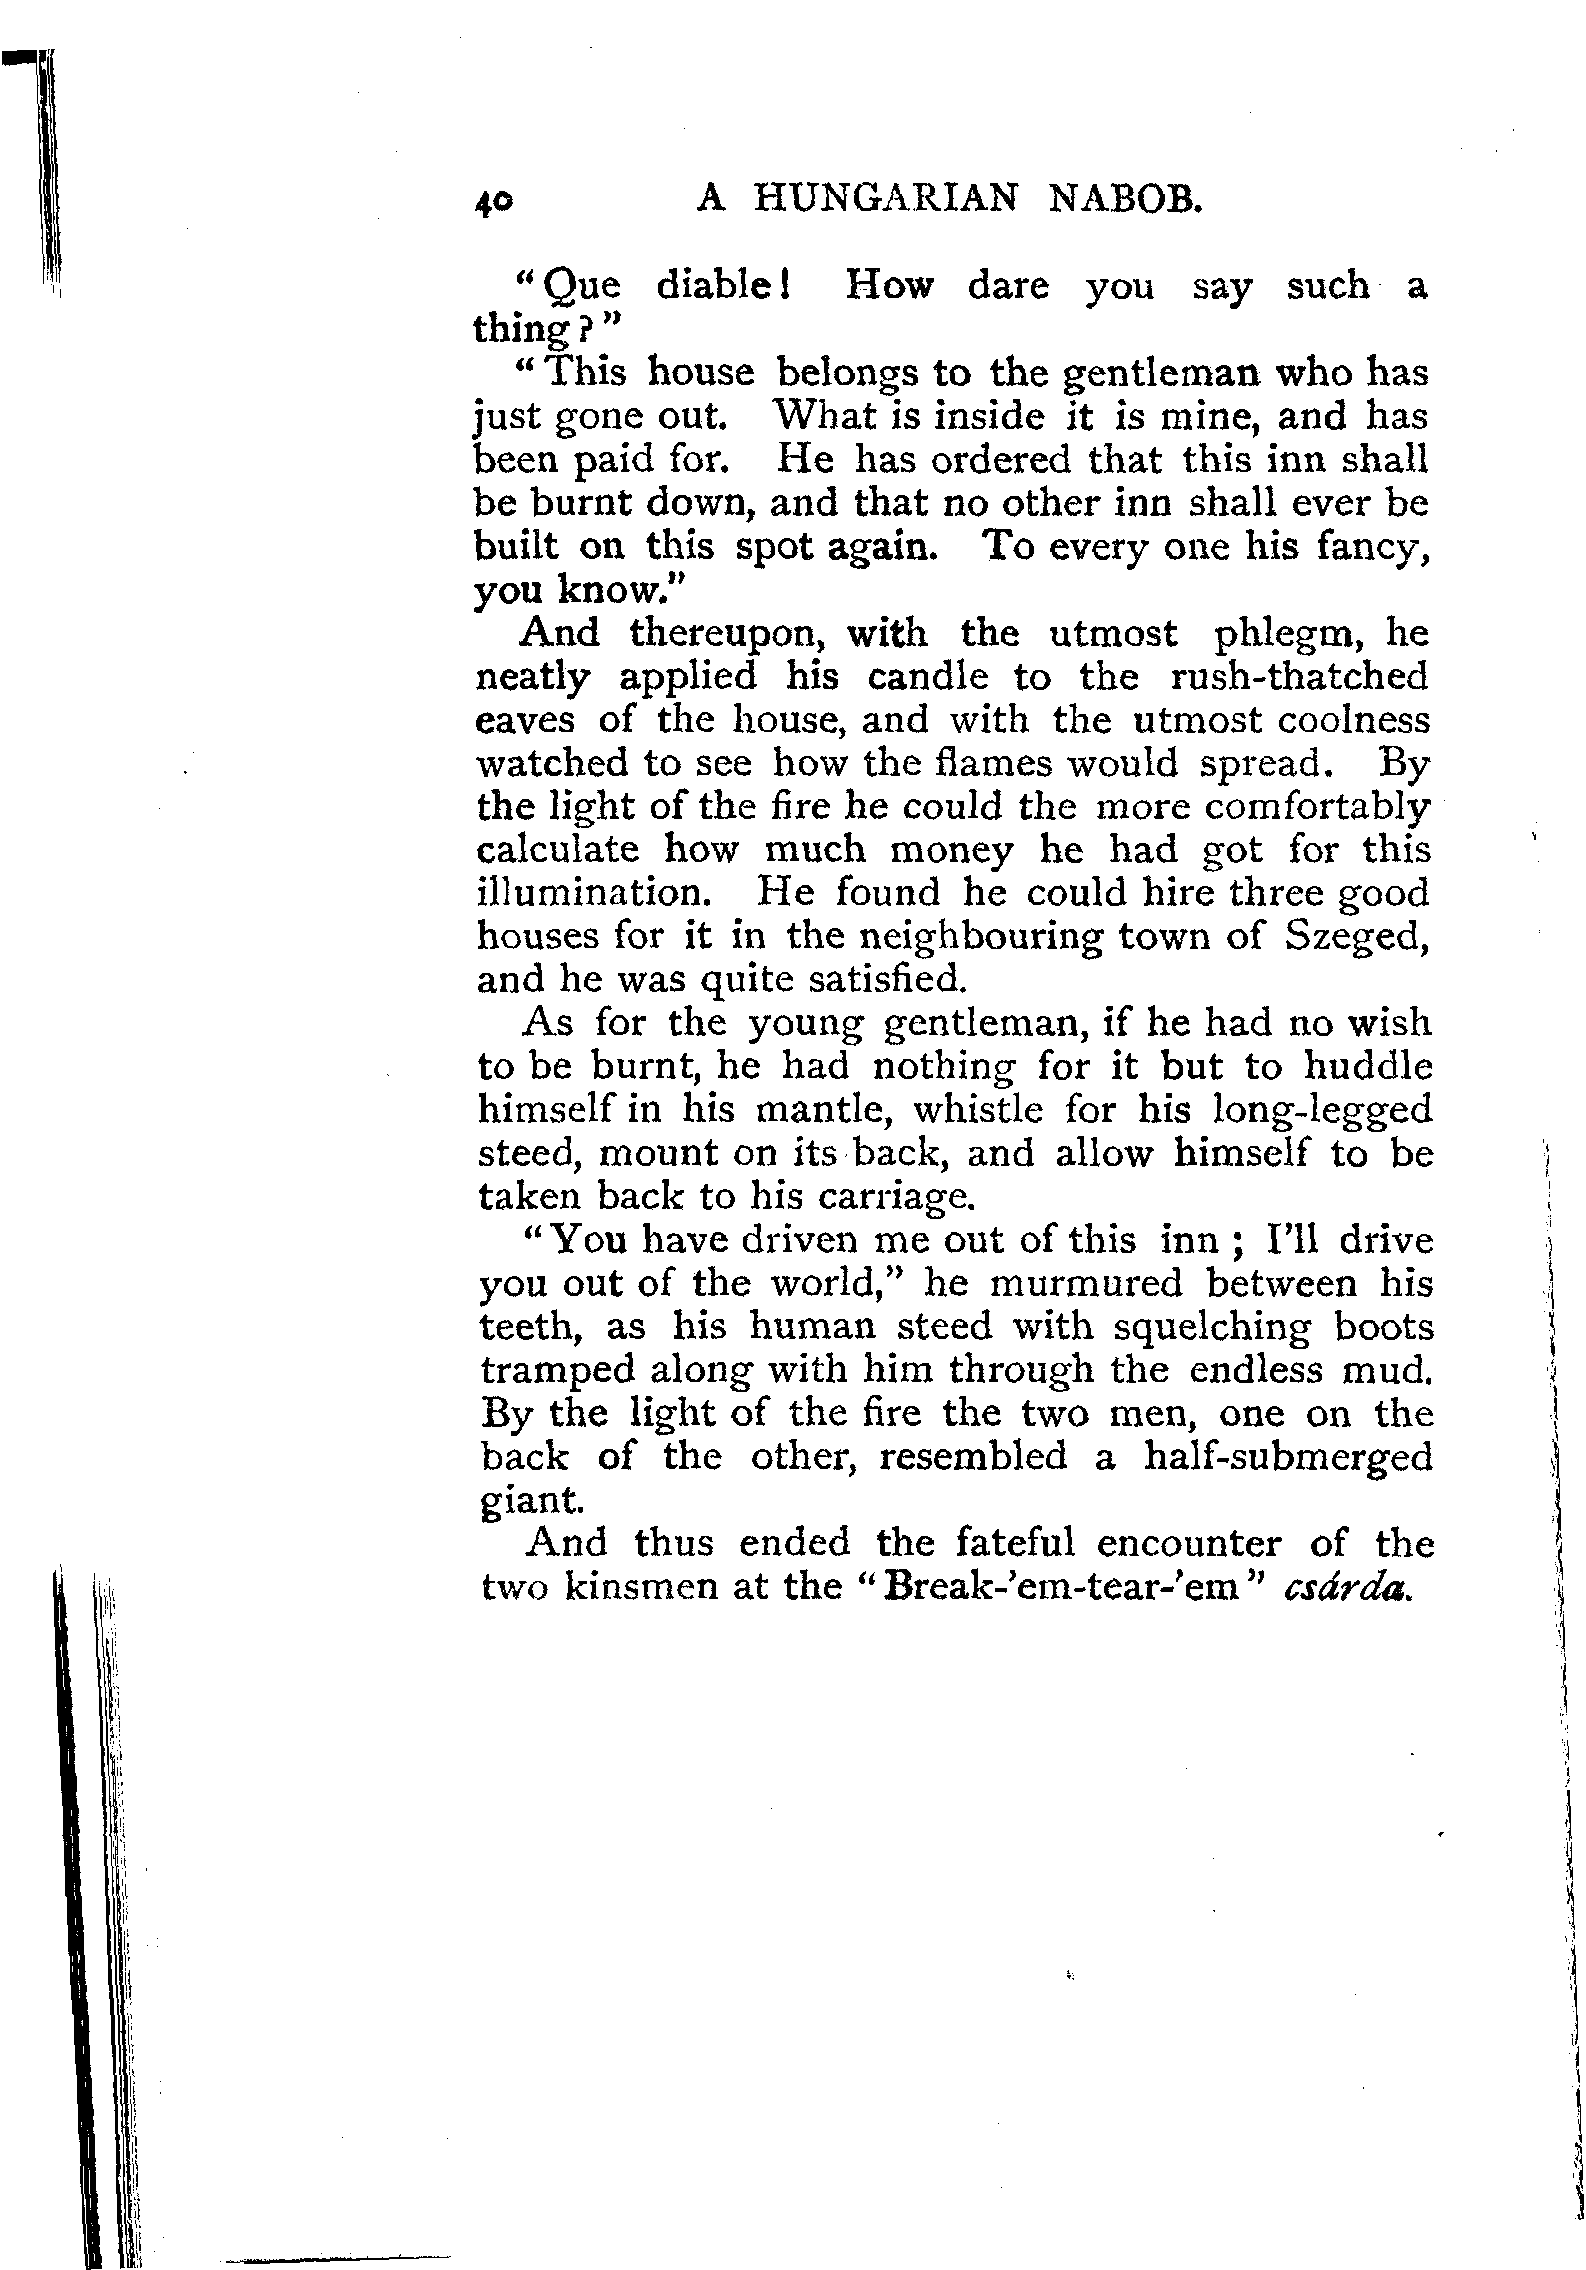 40 A HUNGARIAN NABOB.
“Que diable! How dare you say such a
thing?”
“This house belongs to the gentleman who has
just gone out. What is inside it is mine, and has
been paid for. He has ordered that this inn shall
be burnt down, and that no other inn shall ever be
built on this spot again. To every one his fancy,
you know.”
And thereupon, with the utmost phlegm, he
neatly applied his candle to the rush-thatched
eaves of the house, and with the utmost coolness
watched to see how the flames would spread. By
the light of the fire he could the more comfortably
calculate how much money he had got for this
illumination. He found he could hire three good
houses for it in the neighbouring town of Szeged,
and he was quite satisfied.
As for the young gentleman, if he had no wish
to be burnt, he had nothing for it but to huddle
himself in his mantle, whistle for his long-legged
steed, mount on its back, and allow himself to be
taken back to his carriage.
“You have driven me out of this inn; I’ll drive
you out of the world,” he murmured between his
teeth, as his human steed with squelching boots
tramped along with him through the endless mud.
By the light of the fire the two men, one on the
back of the other, resembled a half-submerged
giant.
And thus ended the fateful encounter of the
two kinsmen at the “Break-’em-tear-’em” csárda.